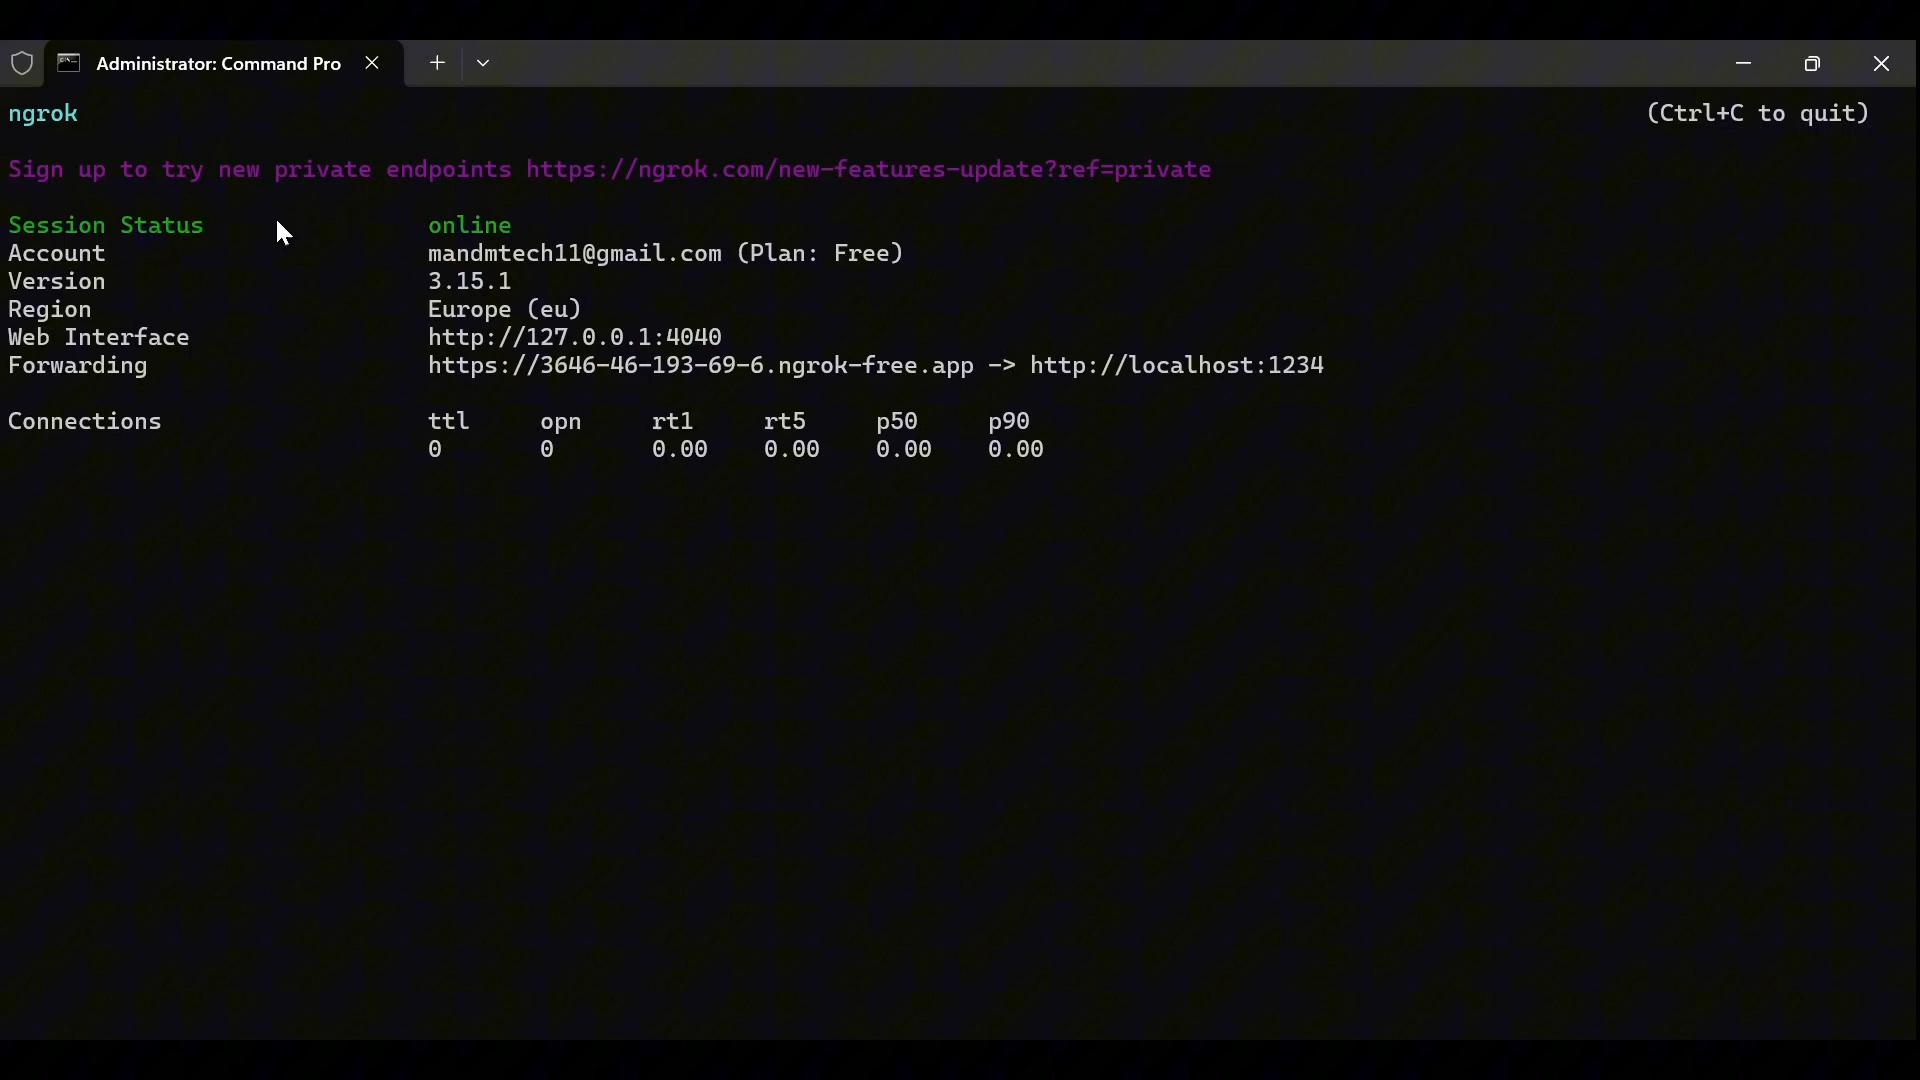 Administrator: Command Pro
ngrok (Ctrl+C to quit)
Sign up to try new private endpoints https://ngrok.com/new-features-update?ref=private
Session Status online
Account mandmtech11@gmail.com (Plan: Free)
Version 3.15.1
Region Europe (eu)
Web Interface http://127.0.0.1:4040
Forwarding https://3646-46-193-69-6.ngrok-free.app -> http://localhost:1234
Connections ttl opn rt1 rt5 p50 p90
0 0 0.00 0.00 0.00 0.00